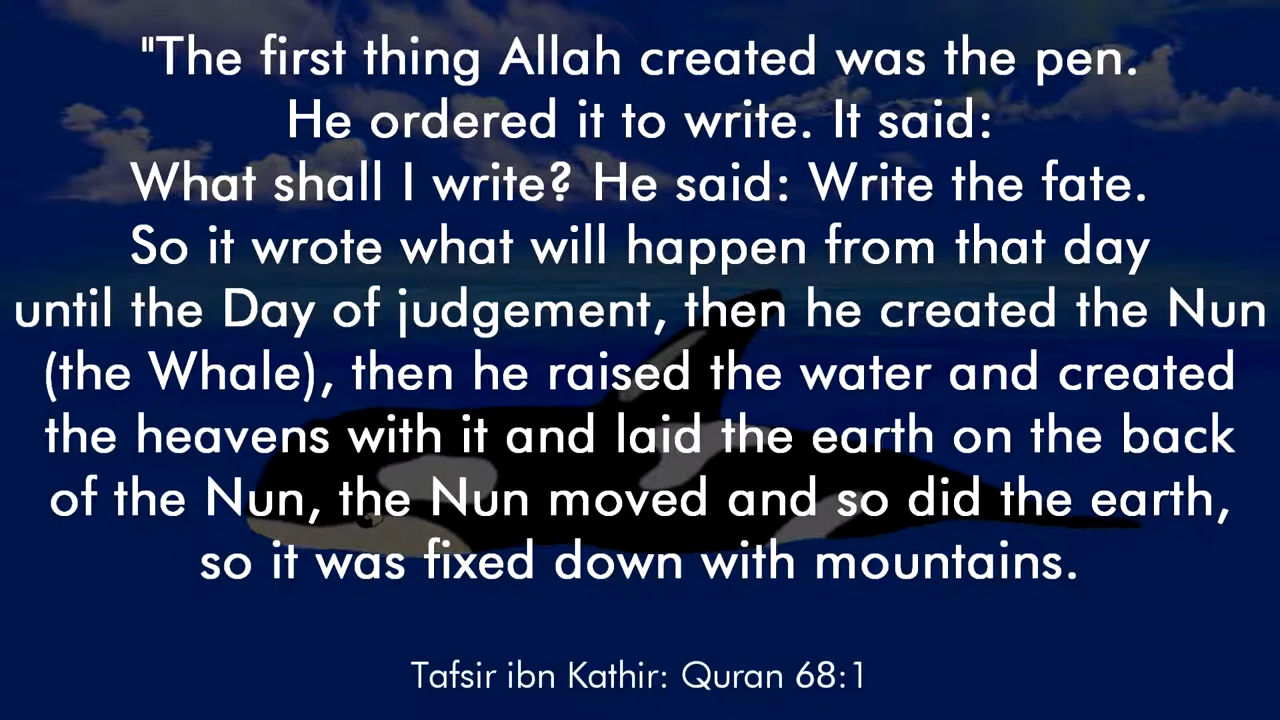 "The first thing Allah created was the pen.
He ordered it to write. It said:
What shall I write? He said: Write the fate.
So it wrote what will happen from that day
until the Day of judgement, then he created the Nun
(the Whale), then he raised the water and created
the heavens with it and laid the earth on the back
of the Nun, the Nun moved and so did the earth,
so it was fixed down with mountains.
Tafsir ibn Kathir: Quran 68:1